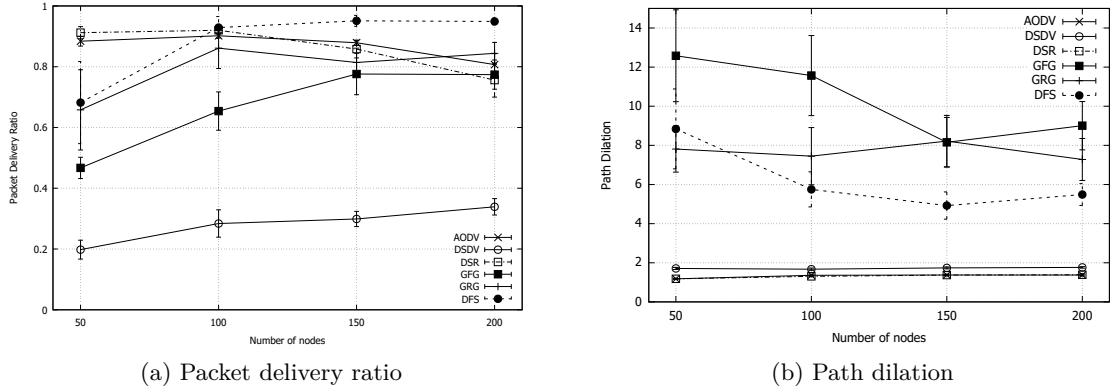 1
0.8
0.6
0.4
0.2
0
Packet Delivery Ratio
50
100
150
200
Number of nodes
AODV
DSDV
DSR
GFG
GRG
DFS
(a) Packet delivery ratio
14
12
10
8
6
4
2
0
Path Dilation
50
100
150
200
Number of nodes
AODV
DSDV
DSR
GFG
GRG
DFS
(b) Path dilation